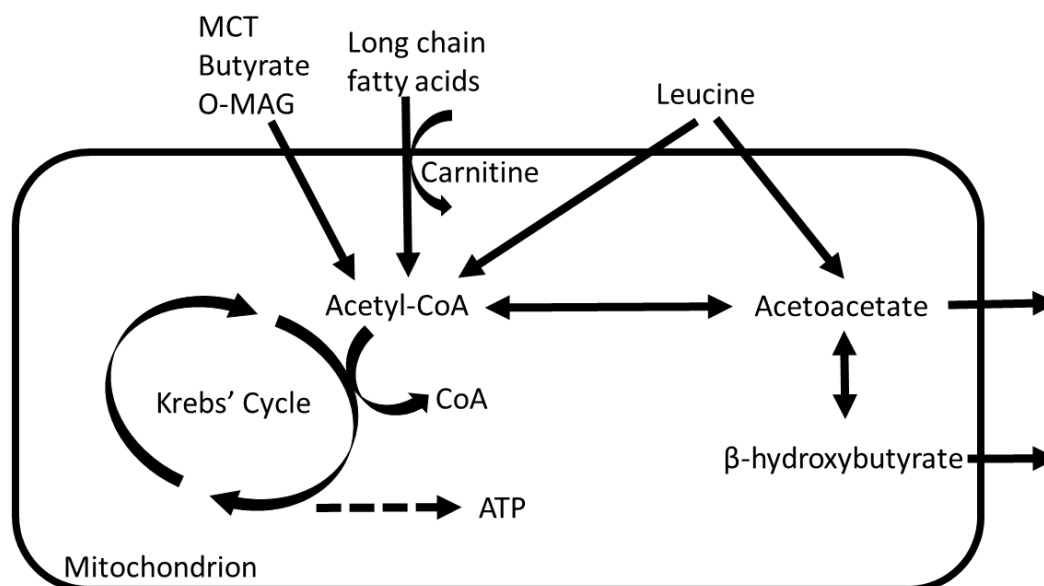 MCT
Butyrate
O-MAG
Long chain
fatty acids
Leucine
Carnitine
Acetyl-CoA
Acetoacetate
Krebs’ Cycle
CoA
β-hydroxybutyrate
ATP
Mitochondrion